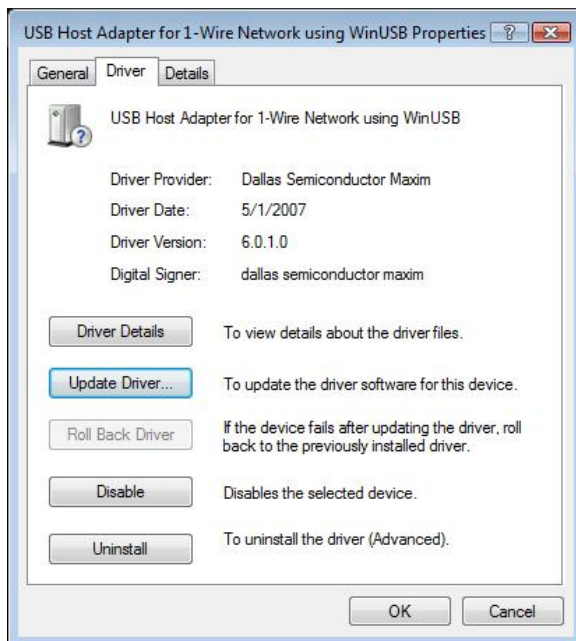 USB Host Adapter for 1-Wire Network using WinUSB Properties
General Driver Details
USB Host Adapter for 1-Wire Network using WinUSB
Driver Provider: Dallas Semiconductor Maxim
Driver Date: 5/1/2007
Driver Version: 6.0.1.0
Digital Signer: dallas semiconductor maxim
Driver Details To view details about the driver files.
Update Driver... To update the driver software for this device.
Roll Back Driver If the device fails after updating the driver, roll
back to the previously installed driver.
Disable Disables the selected device.
Uninstall To uninstall the driver (Advanced).
OK Cancel